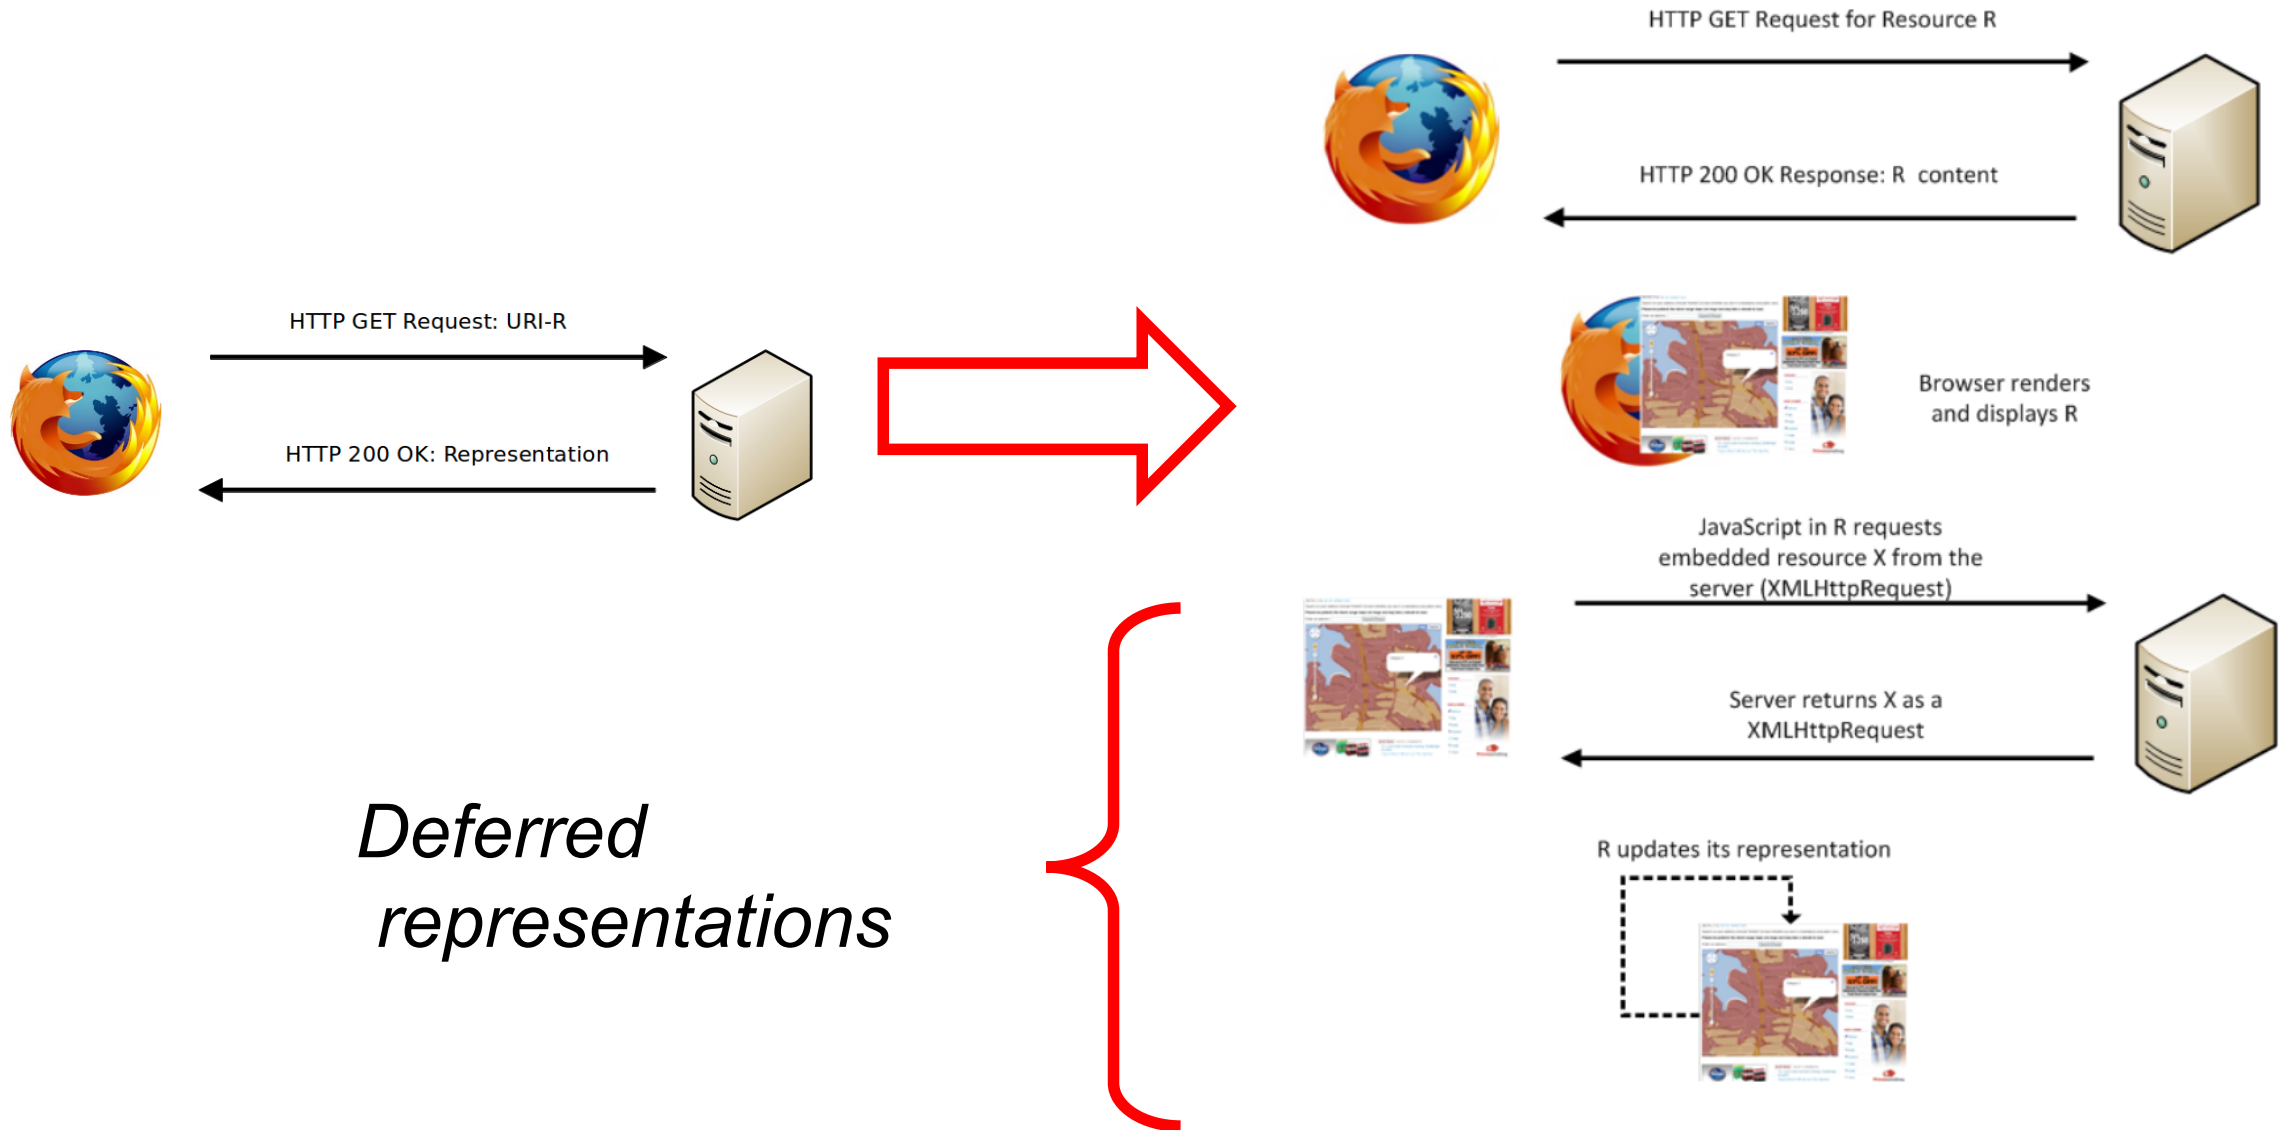 HTTP GET Request: URI-R
HTTP 200 OK: Representation
Deferred
representations
HTTP GET Request for Resource R
HTTP 200 OK Response: R content
Browser renders
and displays R
JavaScript in R requests
embedded resource X from the
server (XMLHttpRequest)
Server returns X as a
XMLHttpRequest
R updates its representation